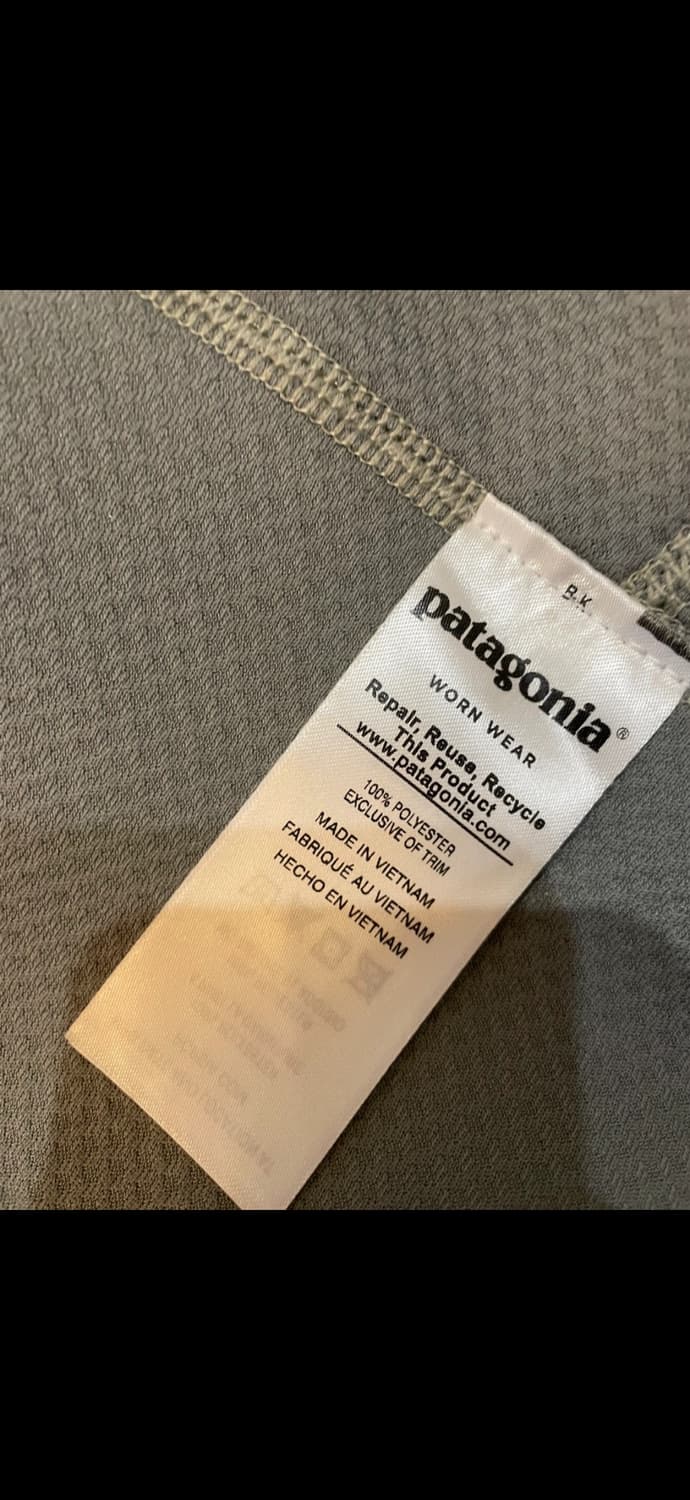 B.K.
patagonia®
WORN WEAR
Repair, Reuse, Recycle
This Product
www.patagonia.com
100% POLYESTER
EXCLUSIVE OF TRIM
MADE IN VIETNAM
FABRIQUÉ AU VIETNAM
HECHO EN VIETNAM